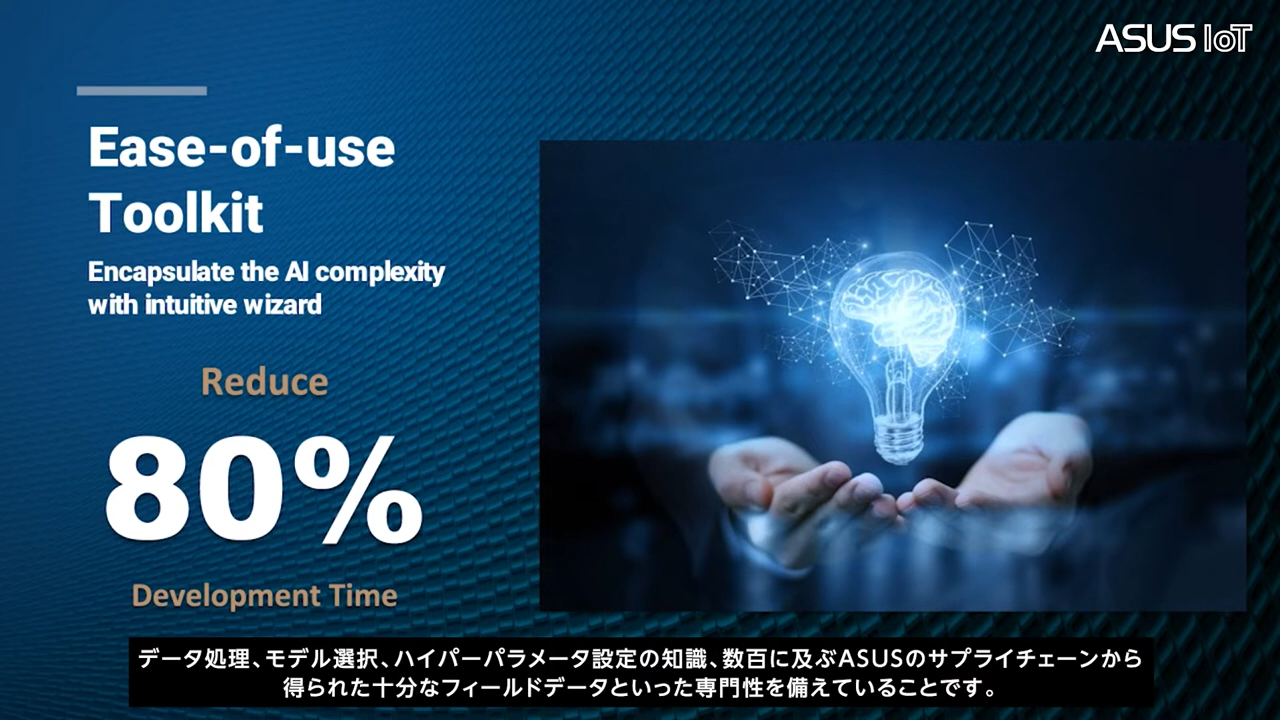 ASUS IoT
Ease-of-use
Toolkit
Encapsulate the AI complexity
with intuitive wizard
Reduce
80%
Development Time
データ処理、モデル選択、ハイパーパラメータ設定の知識、数百に及ぶASUSのサプライチェーンから
得られた十分なフィールドデータといった専門性を備えていることです。